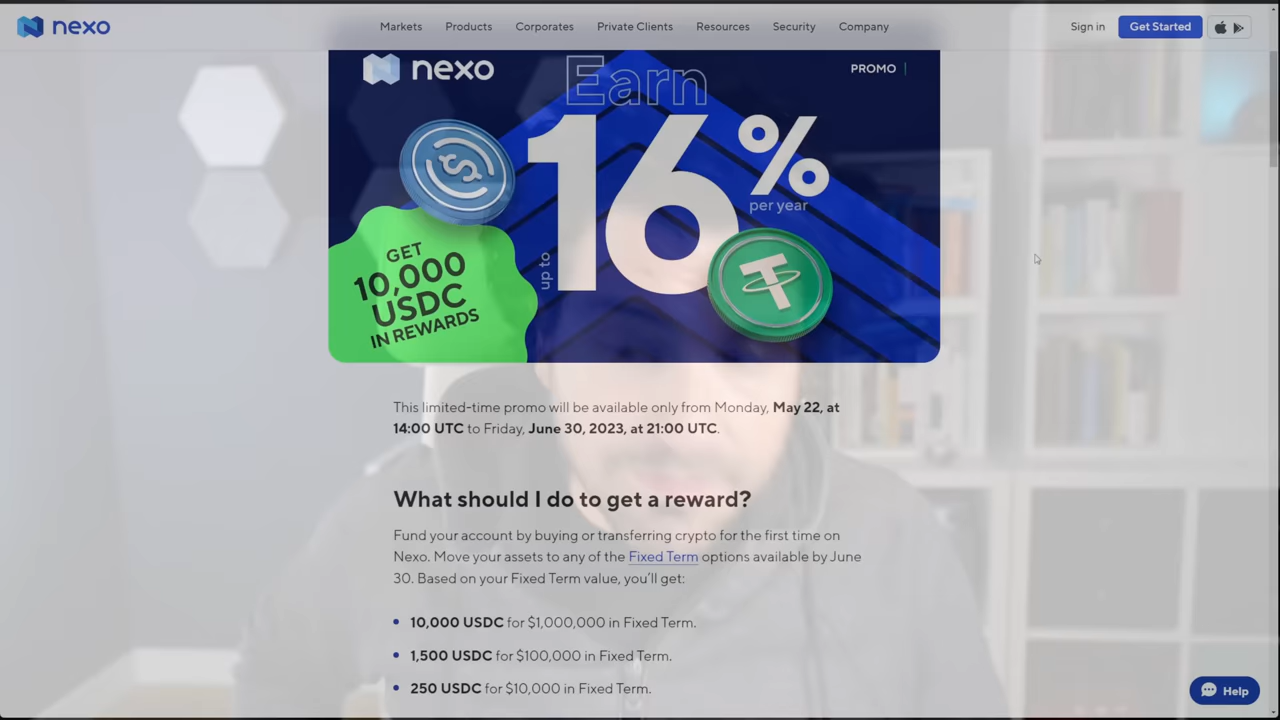 nexo
Markets
Products
Corporates
Private Clients
Resources
Security
Company
Sign in
Get Started
nexo
Earn
PROMO
up to
16%
per year
GET
10,000
USDC
IN REWARDS
This limited-time promo will be available only from Monday, May 22, at
14:00 UTC to Friday, June 30, 2023, at 21:00 UTC.
What should I do to get a reward?
Fund your account by buying or transferring crypto for the first time on
Nexo. Move your assets to any of the Fixed Term options available by June
30. Based on your Fixed Term value, you'll get:
• 10,000 USDC for $1,000,000 in Fixed Term.
• 1,500 USDC for $100,000 in Fixed Term.
• 250 USDC for $10,000 in Fixed Term.
Help